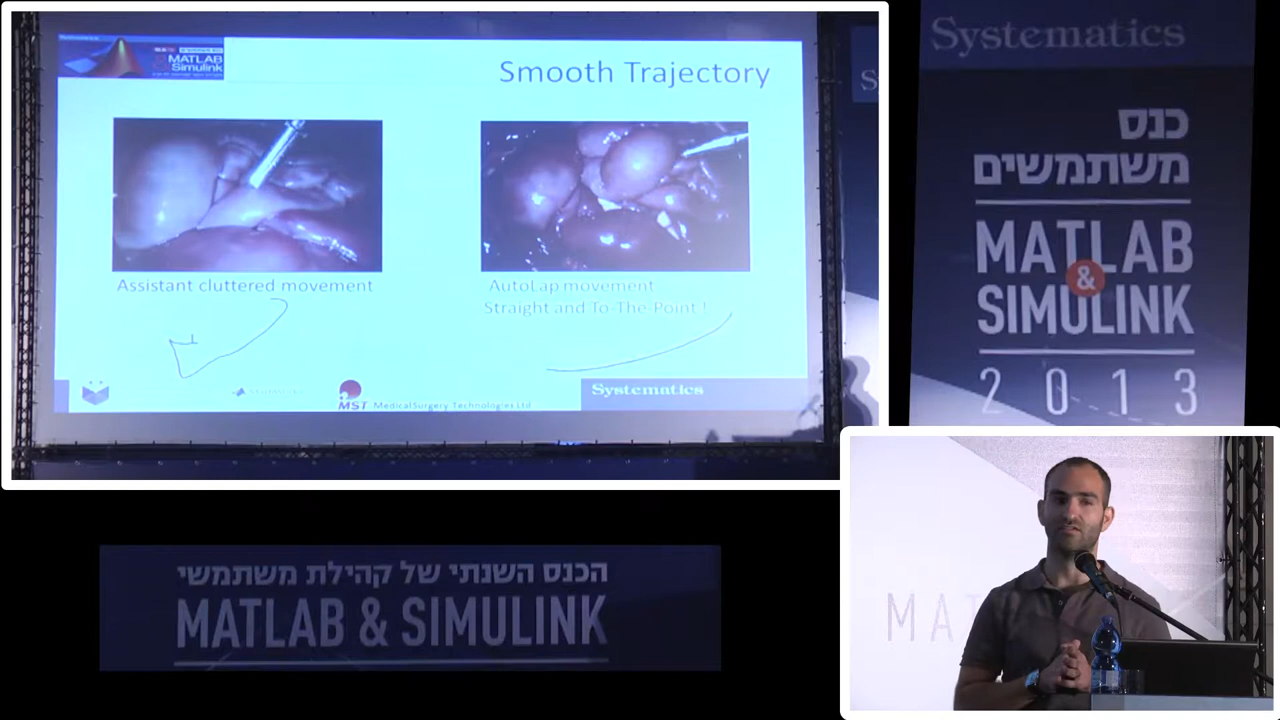 MATLAB
Simulink
Smooth Trajectory
Assistant cluttered movement
AutoLap movement
Straight and To-The-Point !
MST MedicalSurgery Technologies Ltd
Systematics
S
Systematics
כנס
משתמשים
MATLAB
&
SIMULINK
2013
הכנס השנתי של קהילת משתמשי
MATLAB & SIMULINK
MAT